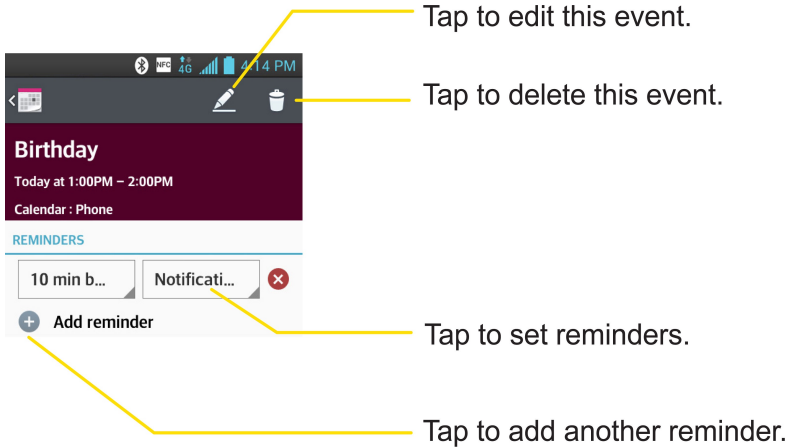 Tap to edit this event.
NFC 4G 4:14 PM
Tap to delete this event.
Birthday
Today at 1:00PM – 2:00PM
Calendar : Phone
REMINDERS
10 min b... Notificati...
Add reminder
Tap to set reminders.
Tap to add another reminder.